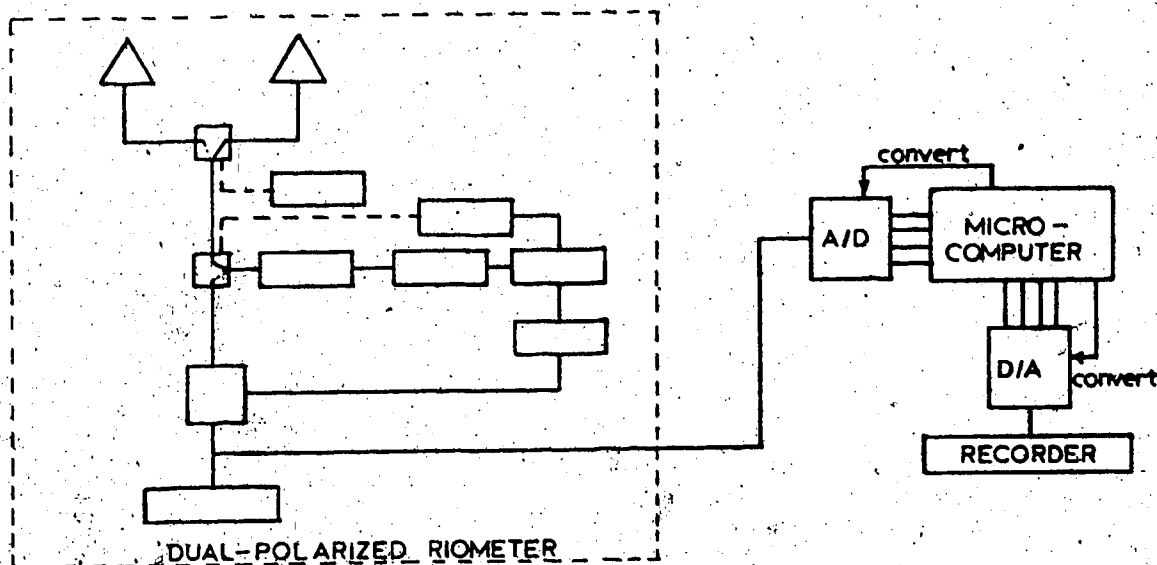 convert
A/D
MICRO-
COMPUTER
D/A
convert
RECORDER
DUAL-POLARIZED RIOMETER